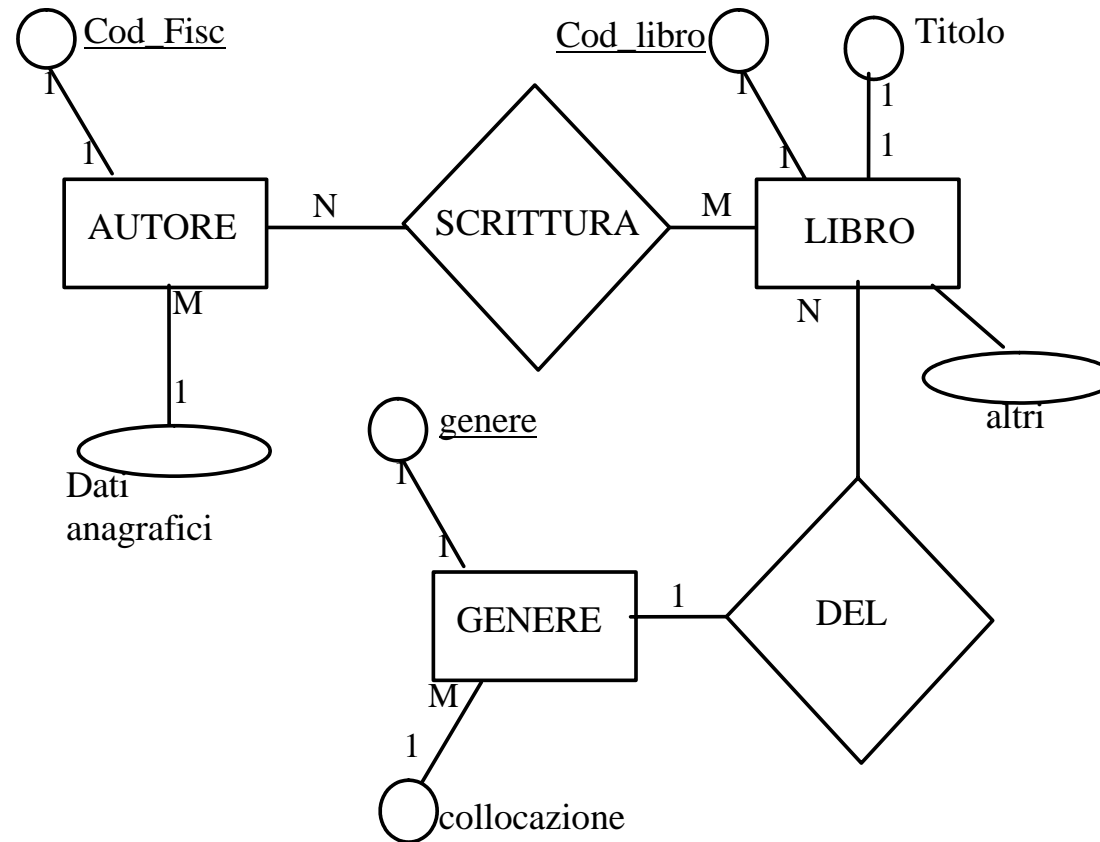 Cod_Fisc
Cod_libro
Titolo
1
1
1
1
1
1
AUTORE
N
SCRITTURA
M
LIBRO
M
N
1
altri
Dati
anagrafici
genere
1
1
GENERE
1
DEL
M
1
collocazione